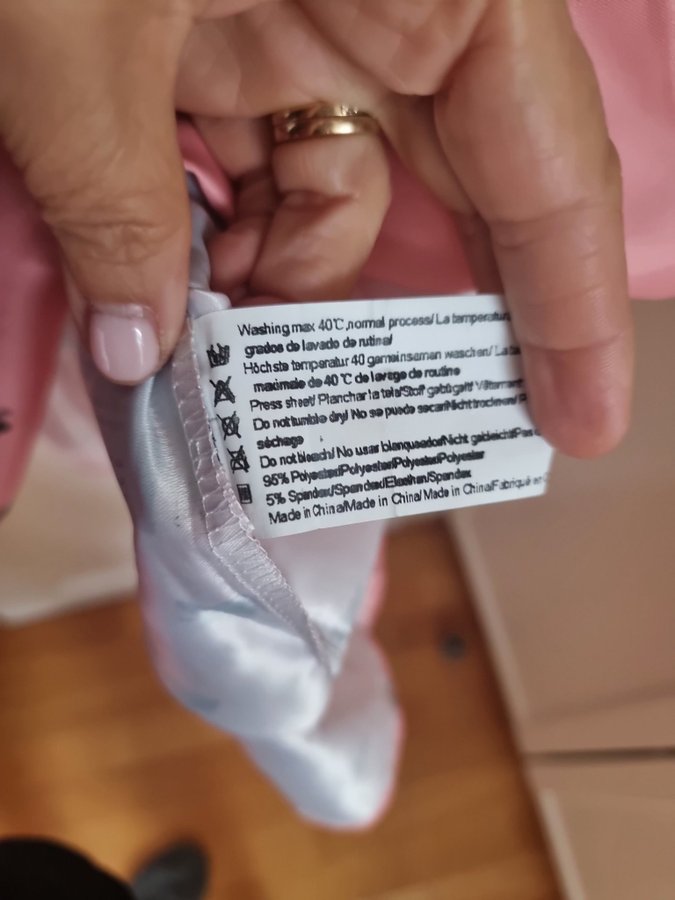 Washing max 40℃,normal process/ La temperatura
grados de lavado de rutina/
Höchste temperatur 40 gemeinsamen waschen/ La
maximale de 40 °C de lavage de routine
Press sheet/ Planchar la tela/Stoff gebügelt/ Vêtement
Do not tumble dry/ No se puede secar/Nicht trocknen/
séchage
Do not bleach/ No usar blanqueador/Nicht gebleicht/Pas
95% Polyester/Polyester/Polyester/Polyester
5% Spandex/Spandex/Elasthan/Spandex
Made in China/Made in China/ Made in China/Fabriqué en